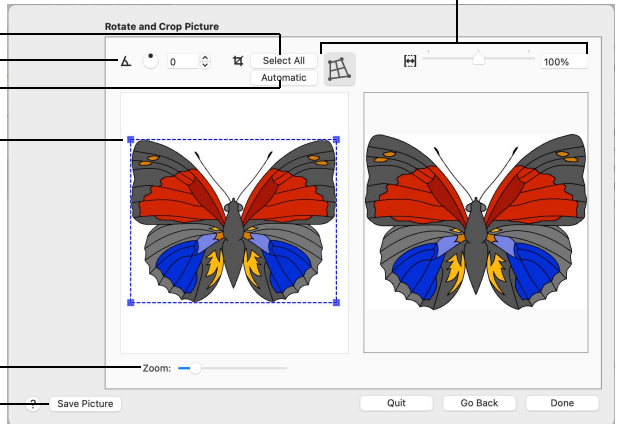 Rotate and Crop Picture
0
Select All
100%
Automatic
Zoom:
?
Save Picture
Quit
Go Back
Done